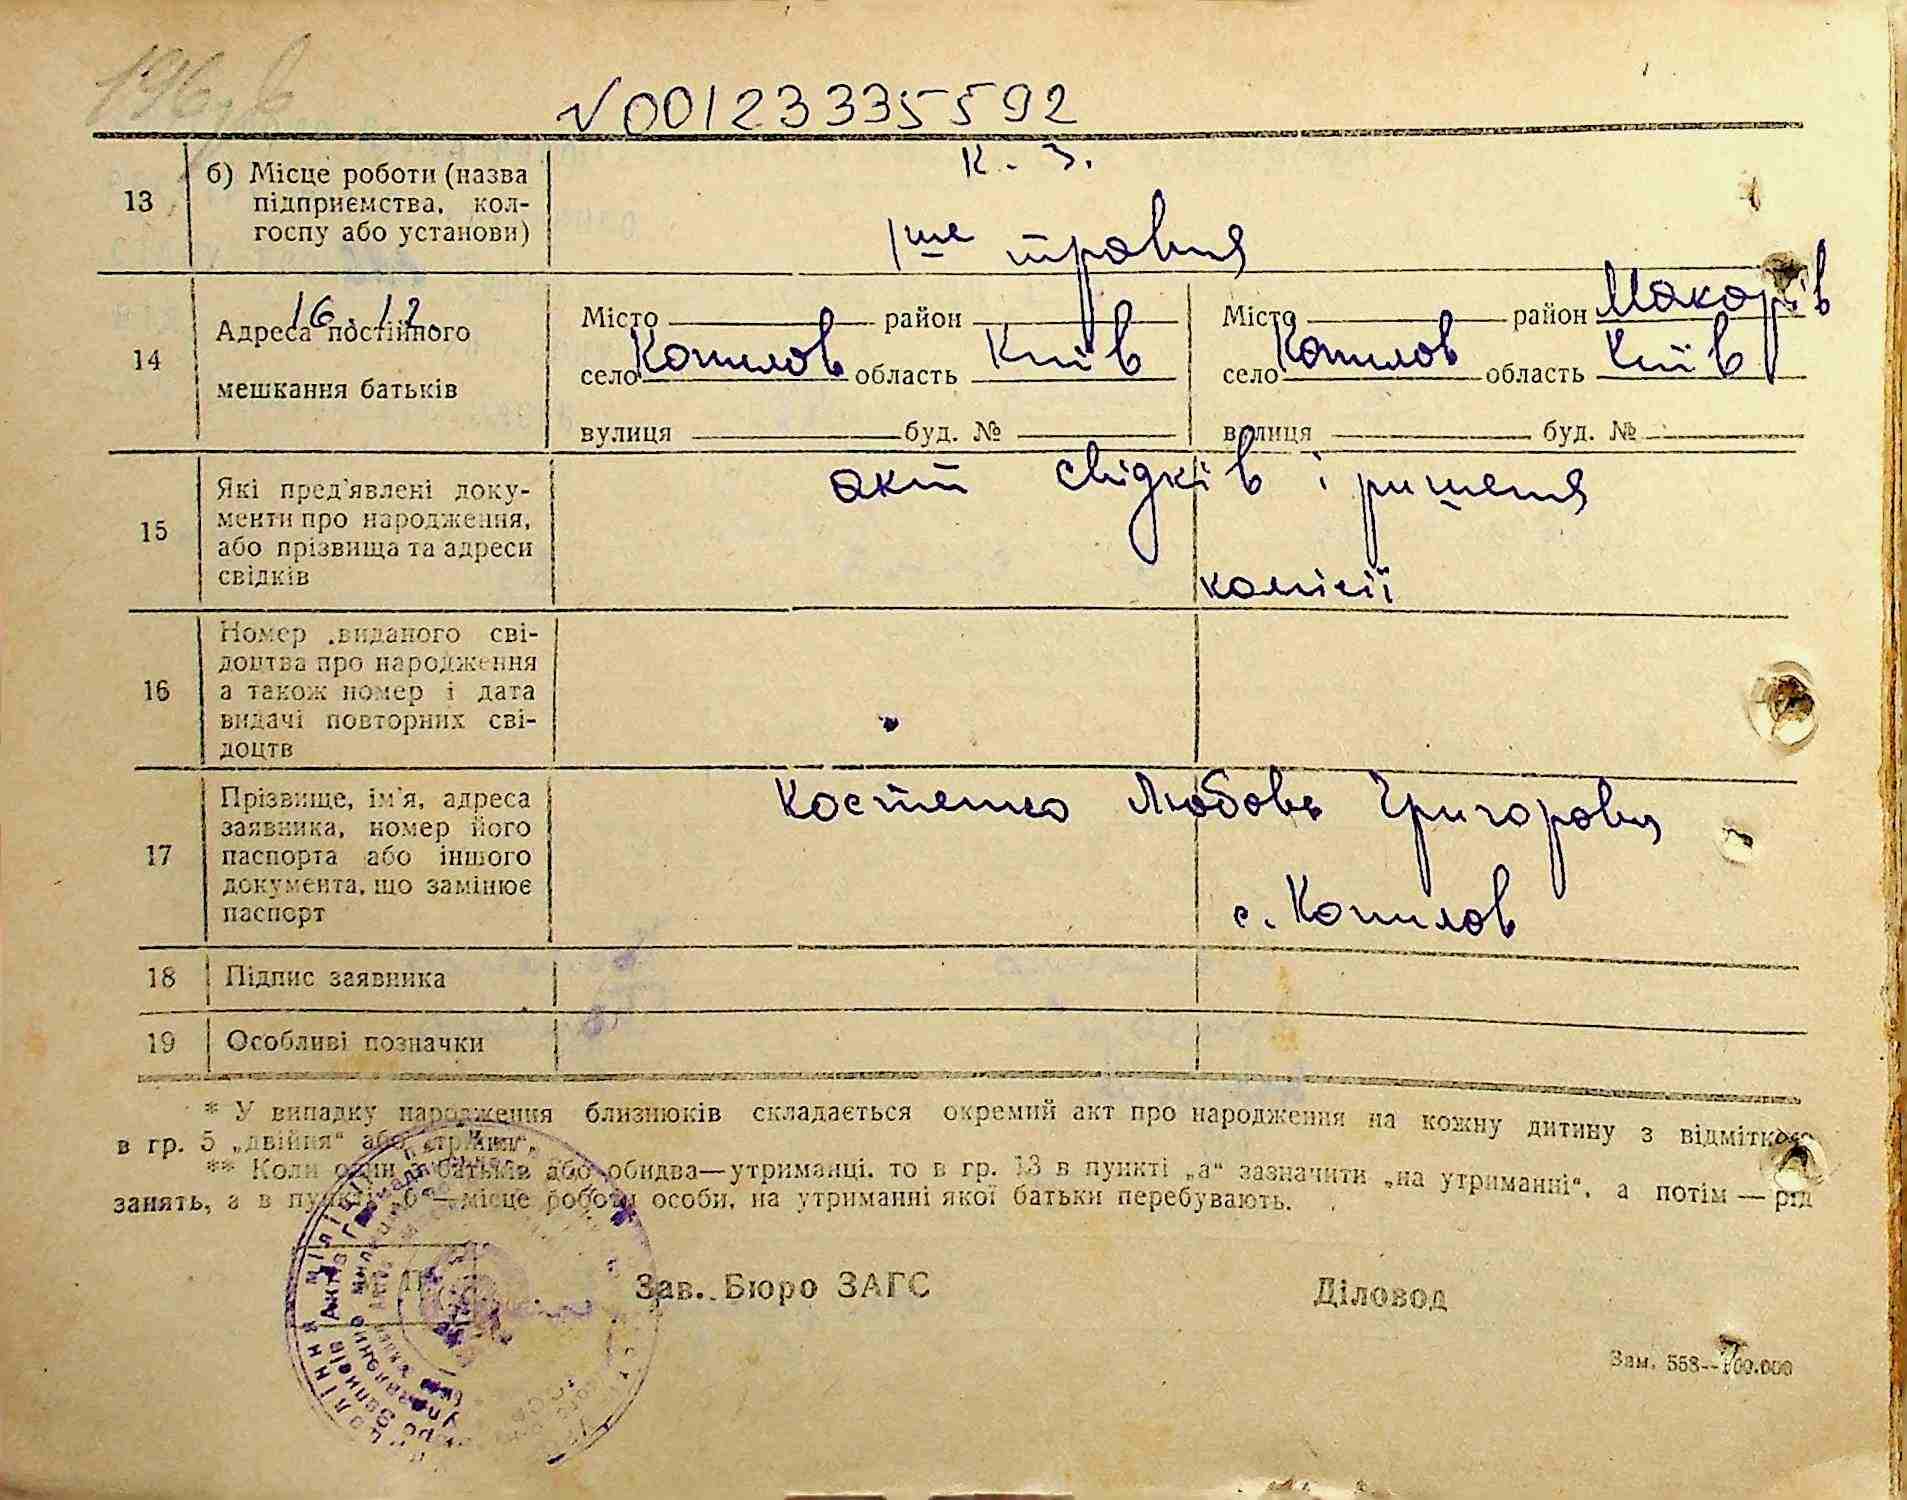 №00123335592
13
б) Місце роботи (назва
підприємства, кол-
госпу або установи)
к. з.
1ше травня
14
16. 12.
Адреса постійного
мешкання батьків
Місто район
село Копилов область Київ
вулиця буд. №
Місто район Макарів
село Копилов область Київ
вулиця буд. №
15
Які пред'явлені доку-
менти про народження,
або прізвища та адреси
свідків
акт свідків і ришеня
комісії
16
Номер виданого сві-
доцтва про народження
а також номер і дата
видачі повторних сві-
доцтв
17
Прізвище, ім'я, адреса
заявника, номер його
паспорта або іншого
документа, що замінює
паспорт
Костенко Любовь Григоровна
с. Копилов
18
Підпис заявника
19
Особливі позначки
* У випадку народження близнюків складається окремий акт про народження на кожну дитину з відміткою
в гр. 5 „двійня“ або „трійня“.
** Коли один з батьків або обидва—утриманці, то в гр. 13 в пункті „а“ зазначити „на утриманні“, а потім — рід
занять, а в пункті „б“—місце роботи особи, на утриманні якої батьки перебувають.
Зав. Бюро ЗАГС
Діловод
Зам. 558—100.000